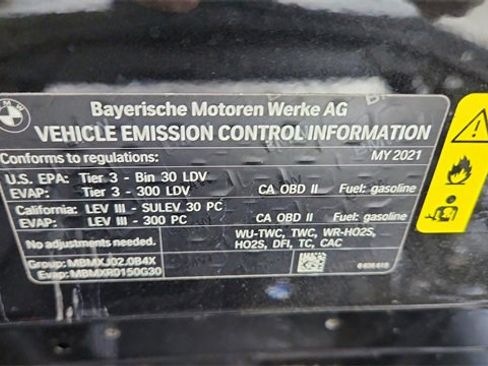 BMW
Bayerische Motoren Werke AG
VEHICLE EMISSION CONTROL INFORMATION
Conforms to regulations: MY 2021
U.S. EPA: Tier 3 - Bin 30 LDV
EVAP: Tier 3 - 300 LDV CA OBD II Fuel: gasoline
California: LEV III - SULEV 30 PC
EVAP: LEV III - 300 PC CA OBD II Fuel: gasoline
No adjustments needed. WU-TWC, TWC, WR-HO2S,
HO2S, DFI, TC, CAC
Group: MBMXJ02.0B4X
Evap: MBMXR0150G30